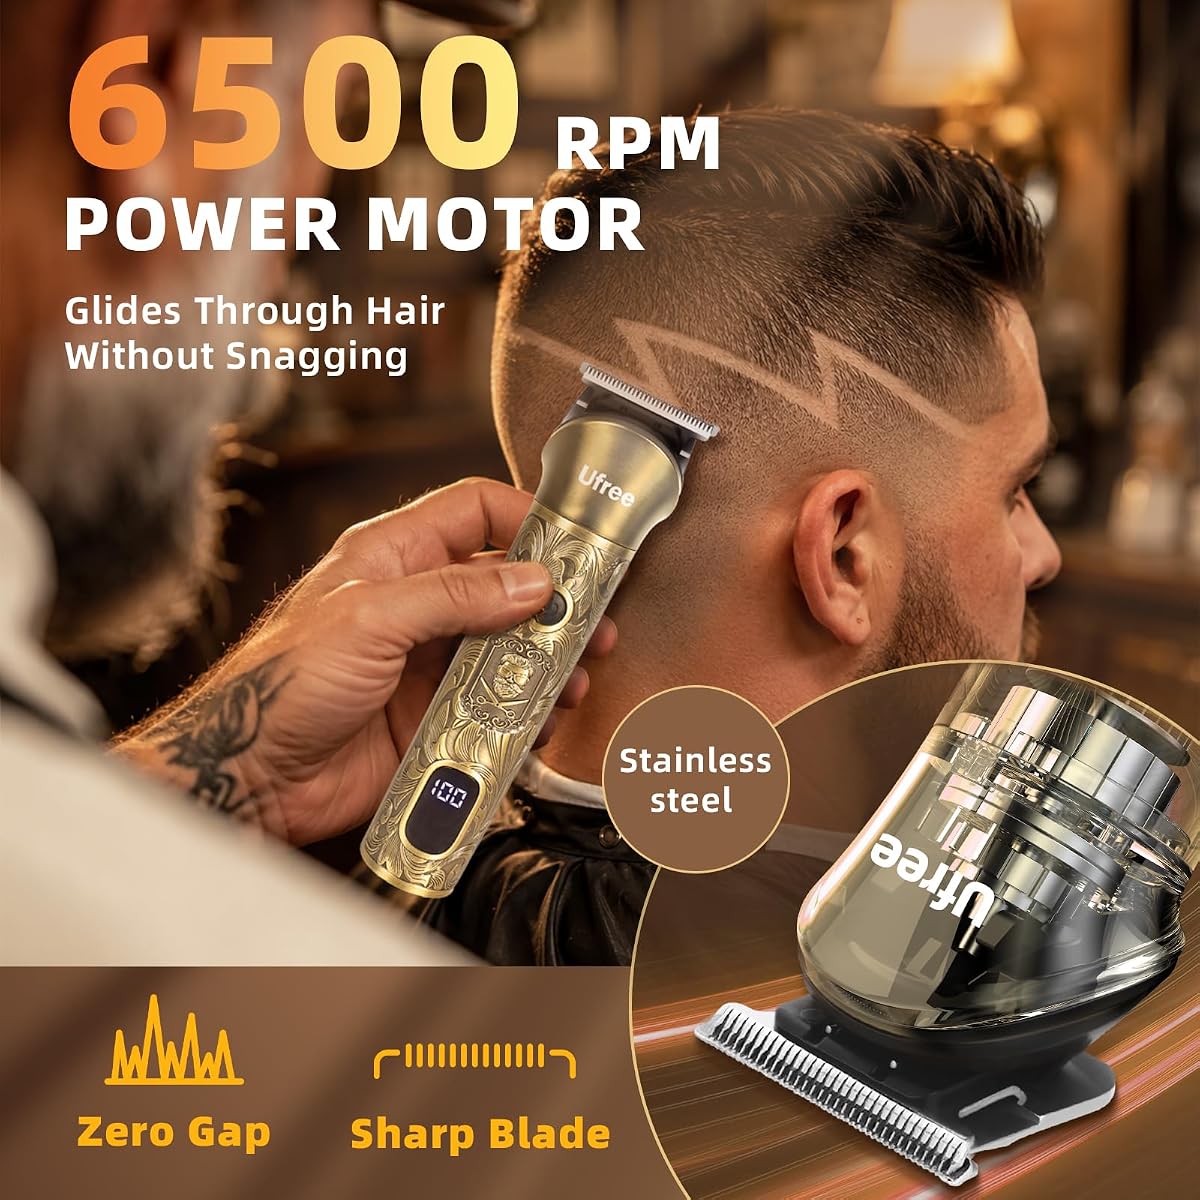 6500 RPM
POWER MOTOR
Glides Through Hair
Without Snagging
Ufree
100
Stainless
steel
Ufree
Zero Gap
Sharp Blade